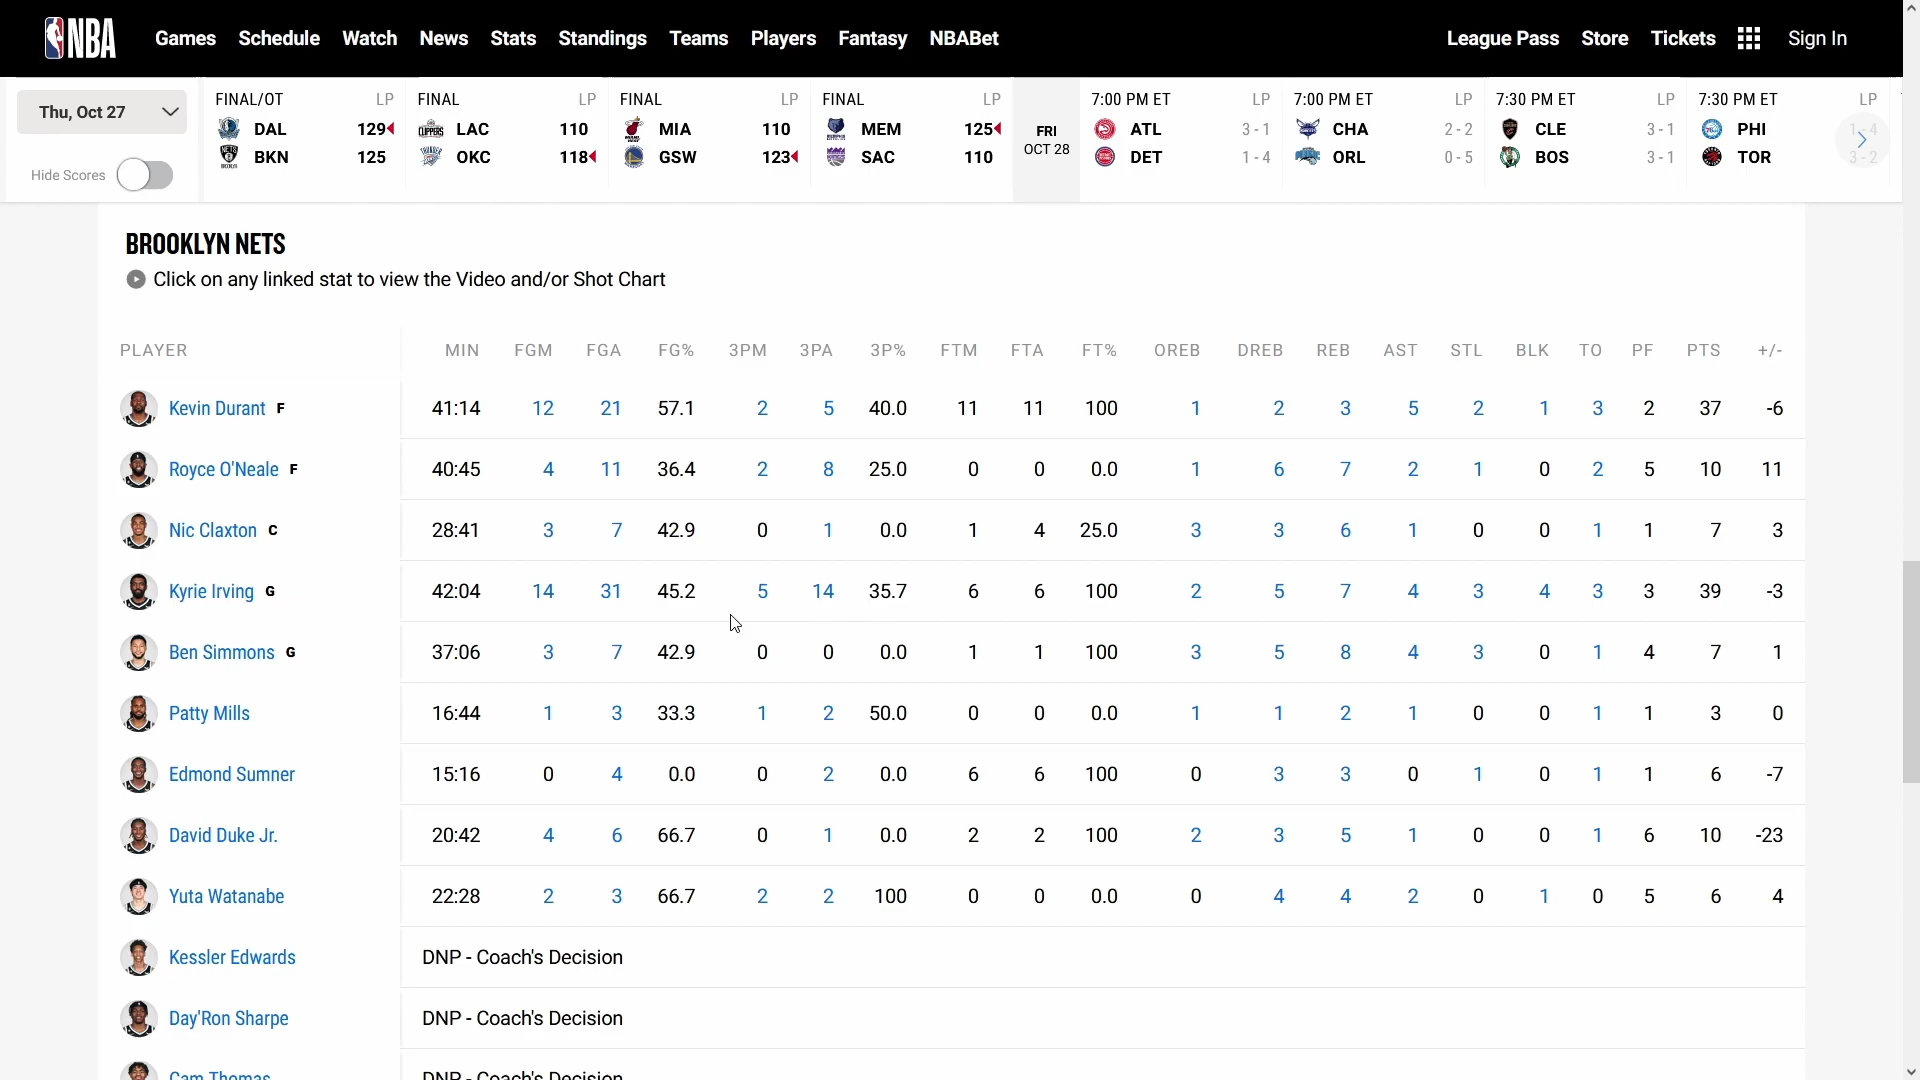 NBA Games Schedule Watch News Stats Standings Teams Players Fantasy NBABet League Pass Store Tickets Sign In
Thu, Oct 27
Hide Scores
FINAL/OT LP
DAL 129
BKN 125
FINAL LP
LAC 110
OKC 118
FINAL LP
MIA 110
GSW 123
FINAL LP
MEM 125
SAC 110
FRI
OCT 28
7:00 PM ET LP
ATL 3 - 1
DET 1 - 4
7:00 PM ET LP
CHA 2 - 2
ORL 0 - 5
7:30 PM ET LP
CLE 3 - 1
BOS 3 - 1
7:30 PM ET LP
PHI 1 - 4
TOR 3 - 2
BROOKLYN NETS
Click on any linked stat to view the Video and/or Shot Chart
PLAYER MIN FGM FGA FG% 3PM 3PA 3P% FTM FTA FT% OREB DREB REB AST STL BLK TO PF PTS +/-
Kevin Durant F 41:14 12 21 57.1 2 5 40.0 11 11 100 1 2 3 5 2 1 3 2 37 -6
Royce O'Neale F 40:45 4 11 36.4 2 8 25.0 0 0 0.0 1 6 7 2 1 0 2 5 10 11
Nic Claxton C 28:41 3 7 42.9 0 1 0.0 1 4 25.0 3 3 6 1 0 0 1 1 7 3
Kyrie Irving G 42:04 14 31 45.2 5 14 35.7 6 6 100 2 5 7 4 3 4 3 3 39 -3
Ben Simmons G 37:06 3 7 42.9 0 0 0.0 1 1 100 3 5 8 4 3 0 1 4 7 1
Patty Mills 16:44 1 3 33.3 1 2 50.0 0 0 0.0 1 1 2 1 0 0 1 1 3 0
Edmond Sumner 15:16 0 4 0.0 0 2 0.0 6 6 100 0 3 3 0 1 0 1 1 6 -7
David Duke Jr. 20:42 4 6 66.7 0 1 0.0 2 2 100 2 3 5 1 0 0 1 6 10 -23
Yuta Watanabe 22:28 2 3 66.7 2 2 100 0 0 0.0 0 4 4 2 0 1 0 5 6 4
Kessler Edwards DNP - Coach's Decision
Day'Ron Sharpe DNP - Coach's Decision
Cam Thomas DNP - Coach's Decision